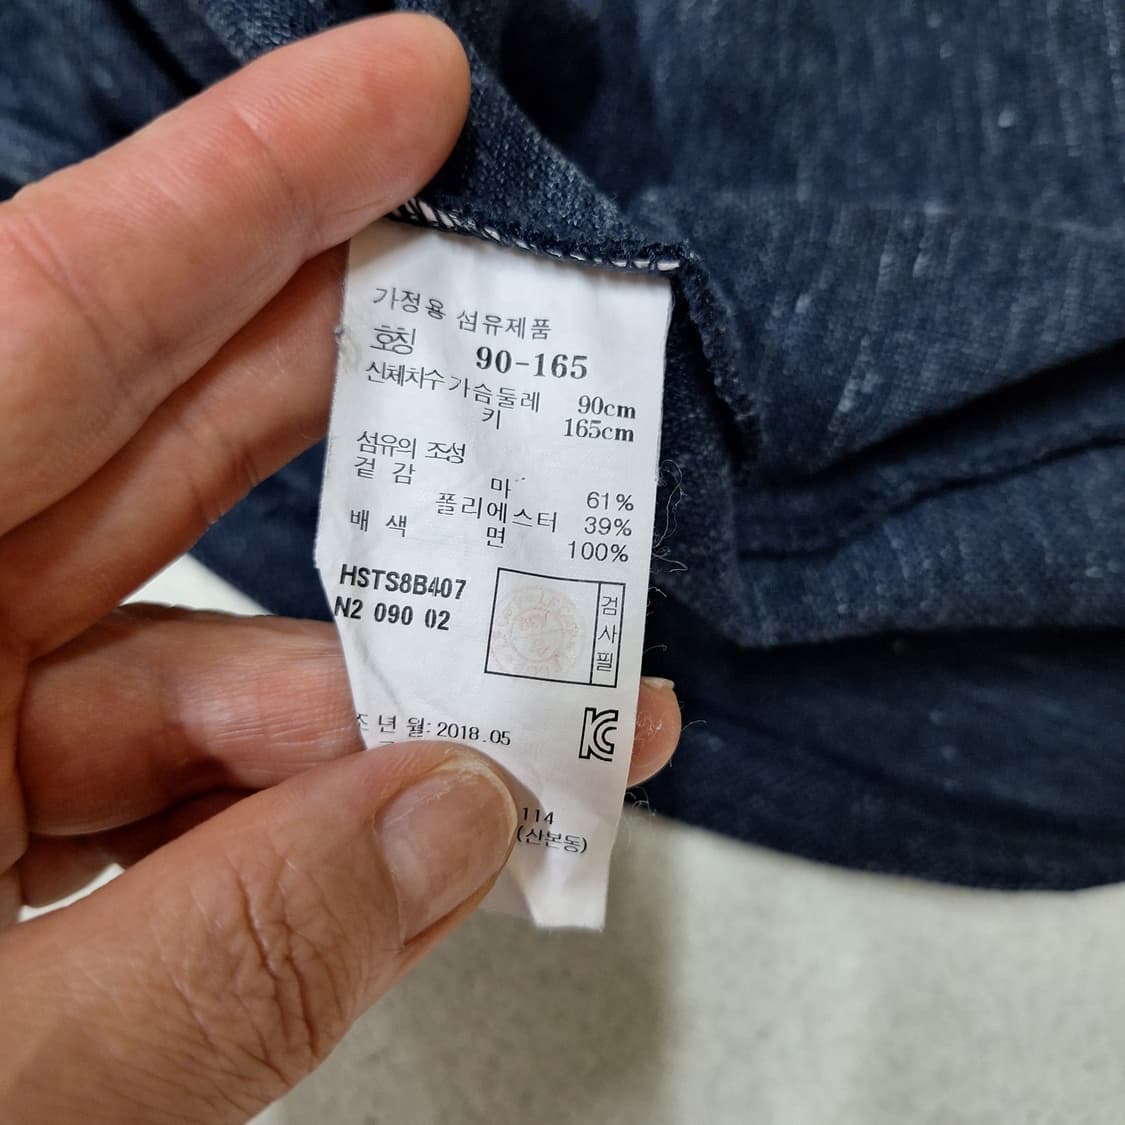 가정용 섬유제품
호칭 90-165
신체치수 가슴둘레 90cm
키 165cm
섬유의 조성
겉 감 마 61%
폴리에스터 39%
배 색 면 100%
HSTS8B407
N2 090 02
검사필
년 월: 2018.05
114
(산본동)